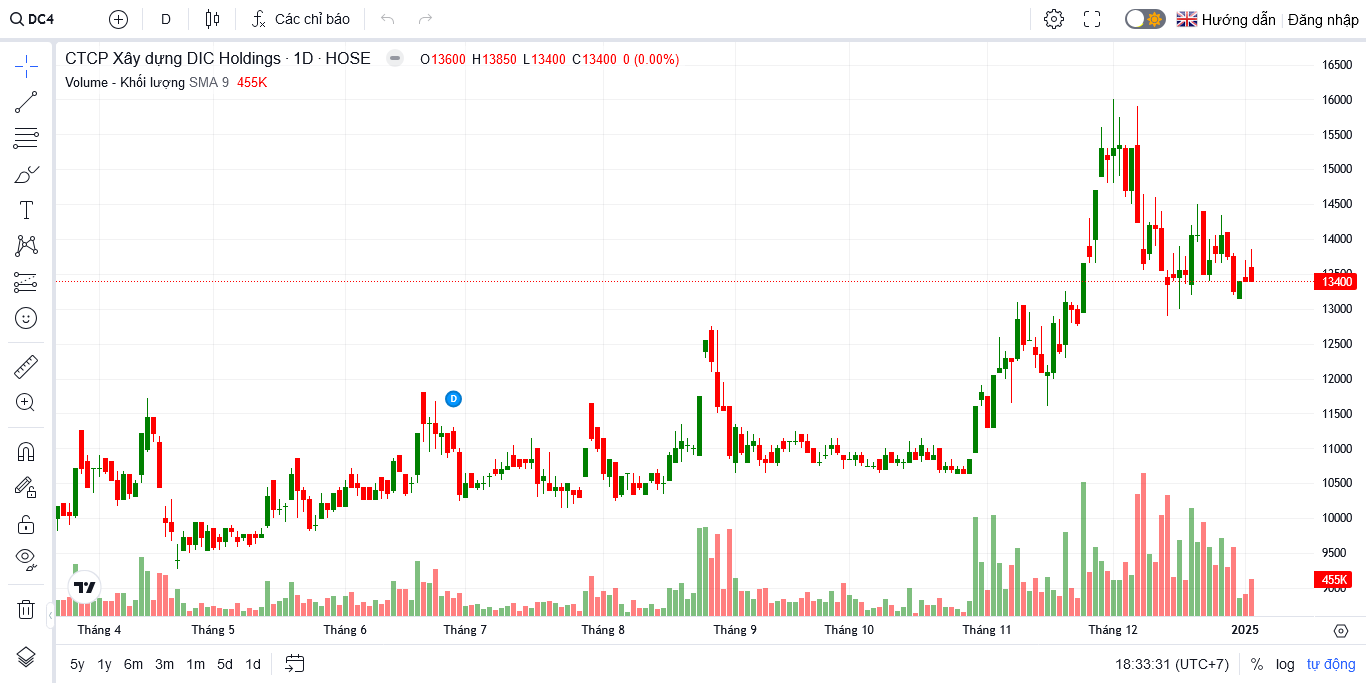 DC4 D Các chỉ báo Hướng dẫn Đăng nhập
CTCP Xây dựng DIC Holdings · 1D · HOSE O13600 H13850 L13400 C13400 0 (0.00%)
Volume - Khối lượng SMA 9 455K
16500
16000
15500
15000
14500
14000
13500
13400
13000
12500
12000
D
11500
11000
10500
10000
9500
455K
9000
Tháng 4 Tháng 5 Tháng 6 Tháng 7 Tháng 8 Tháng 9 Tháng 10 Tháng 11 Tháng 12 2025
5y 1y 6m 3m 1m 5d 1d 18:33:31 (UTC+7) % log tự động